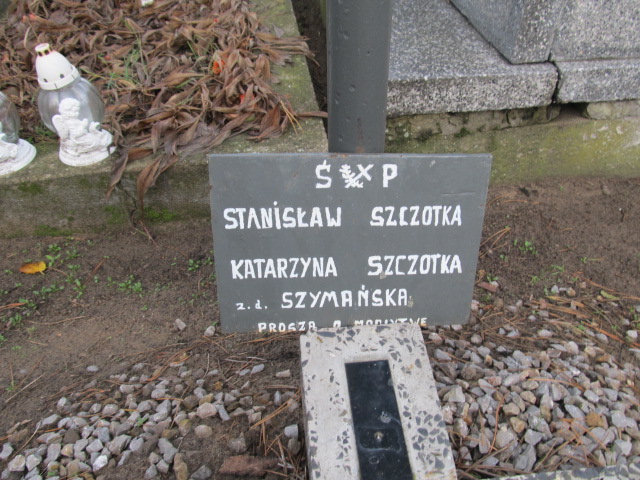 Ś P
STANISŁAW SZCZOTKA
KATARZYNA SZCZOTKA
z.d. SZYMAŃSKA
PROSZĄ O MODLITWĘ